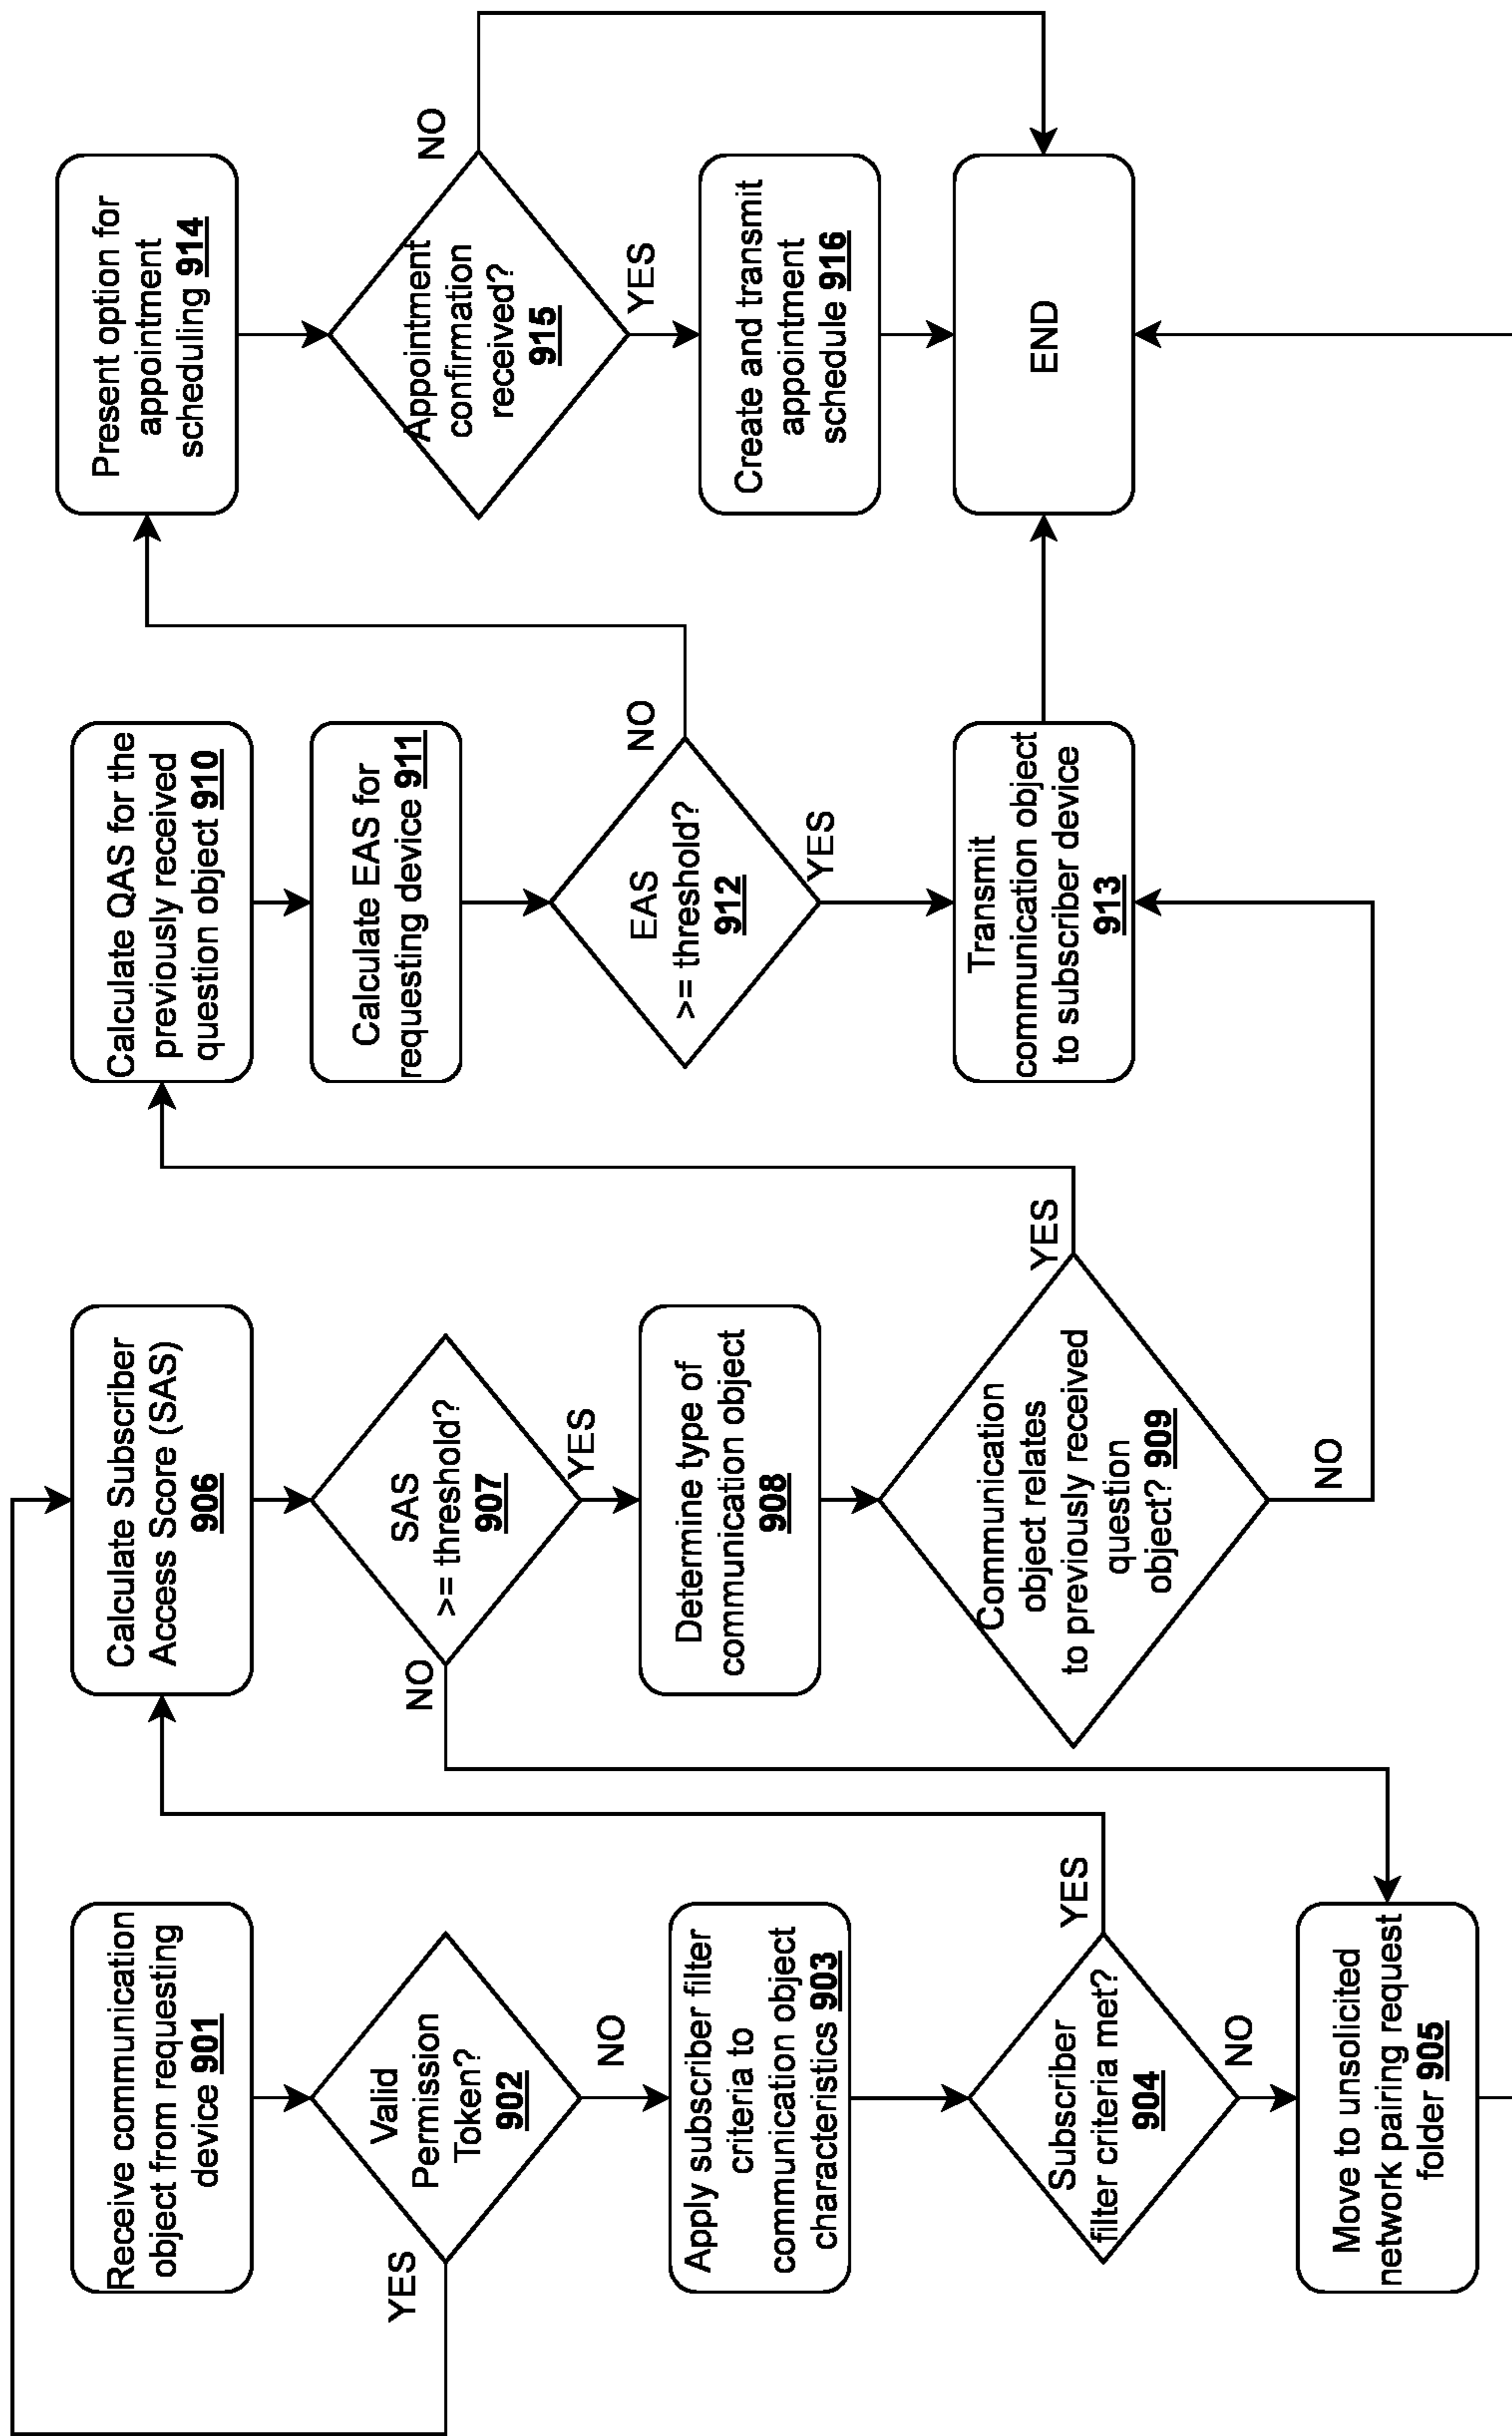 Receive communication
object from requesting
device 901
Valid
Permission
Token?
902
YES
NO
Apply subscriber filter
criteria to
communication object
characteristics 903
Subscriber
filter criteria met?
904
YES
NO
Move to unsolicited
network pairing request
folder 905
Calculate Subscriber
Access Score (SAS)
906
SAS
>= threshold?
907
NO
YES
Determine type of
communication object
908
Communication
object relates
to previously received
question
object? 909
YES
NO
Calculate QAS for the
previously received
question object 910
Calculate EAS for
requesting device 911
EAS
>= threshold?
912
NO
YES
Transmit
communication object
to subscriber device
913
Present option for
appointment
scheduling 914
Appointment
confirmation
received?
915
NO
YES
Create and transmit
appointment
schedule 916
END